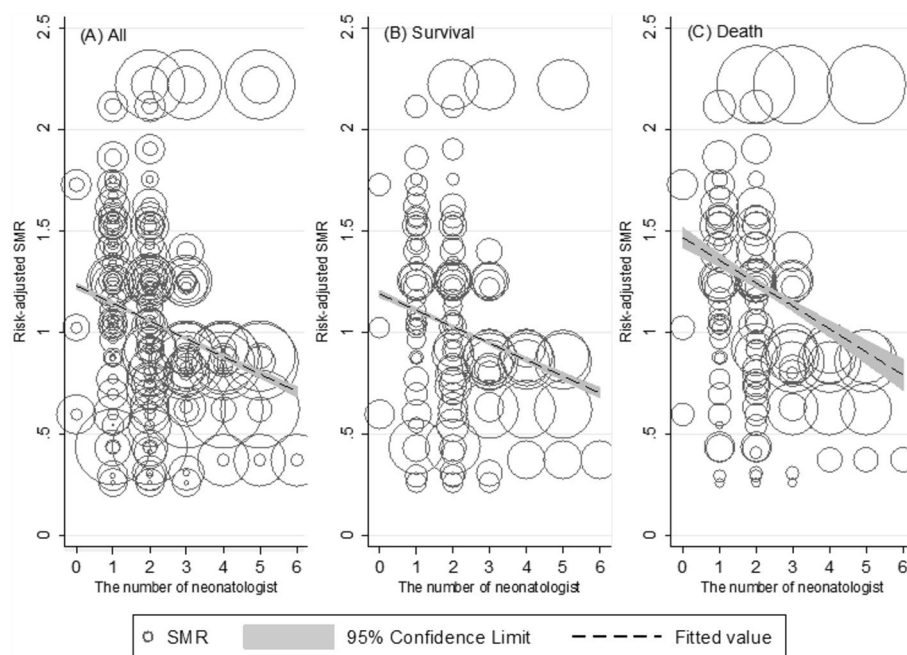 (A) All
(B) Survival
(C) Death
Risk-adjusted SMR
2.5
2
1.5
1
.5
0
0 1 2 3 4 5 6
The number of neonatologist
Risk-adjusted SMR
2.5
2
1.5
1
.5
0
0 1 2 3 4 5 6
The number of neonatologist
Risk-adjusted SMR
2.5
2
1.5
1
.5
0
0 1 2 3 4 5 6
The number of neonatologist
SMR 95% Confidence Limit Fitted value